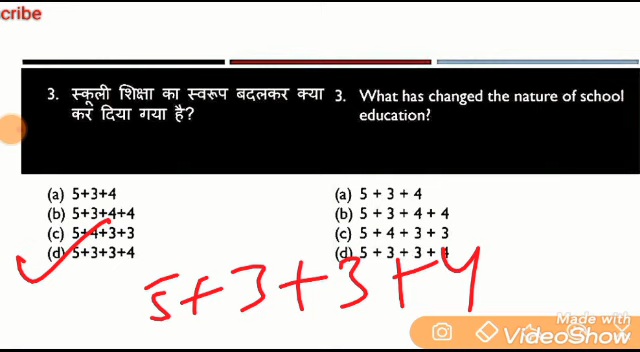 cribe
3. स्कूली शिक्षा का स्वरूप बदलकर क्या
कर दिया गया है?
3. What has changed the nature of school
education?
(a) 5+3+4
(b) 5+3+4+4
(c) 5+4+3+3
(d) 5+3+3+4
(a) 5 + 3 + 4
(b) 5 + 3 + 4 + 4
(c) 5 + 4 + 3 + 3
(d) 5 + 3 + 3 + 4
5+3+3+4
Made with
VideoShow